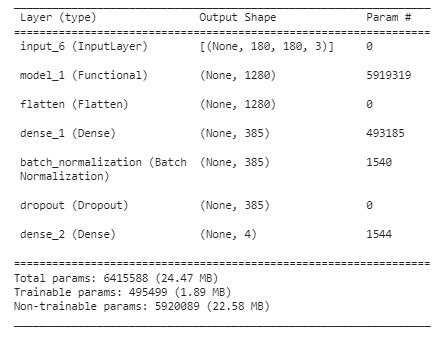 Layer (type) Output Shape Param #
input_6 (InputLayer) [(None, 180, 180, 3)] 0
model_1 (Functional) (None, 1280) 5919319
flatten (Flatten) (None, 1280) 0
dense_1 (Dense) (None, 385) 493185
batch_normalization (Batch (None, 385) 1540
Normalization)
dropout (Dropout) (None, 385) 0
dense_2 (Dense) (None, 4) 1544
Total params: 6415588 (24.47 MB)
Trainable params: 495499 (1.89 MB)
Non-trainable params: 5920089 (22.58 MB)